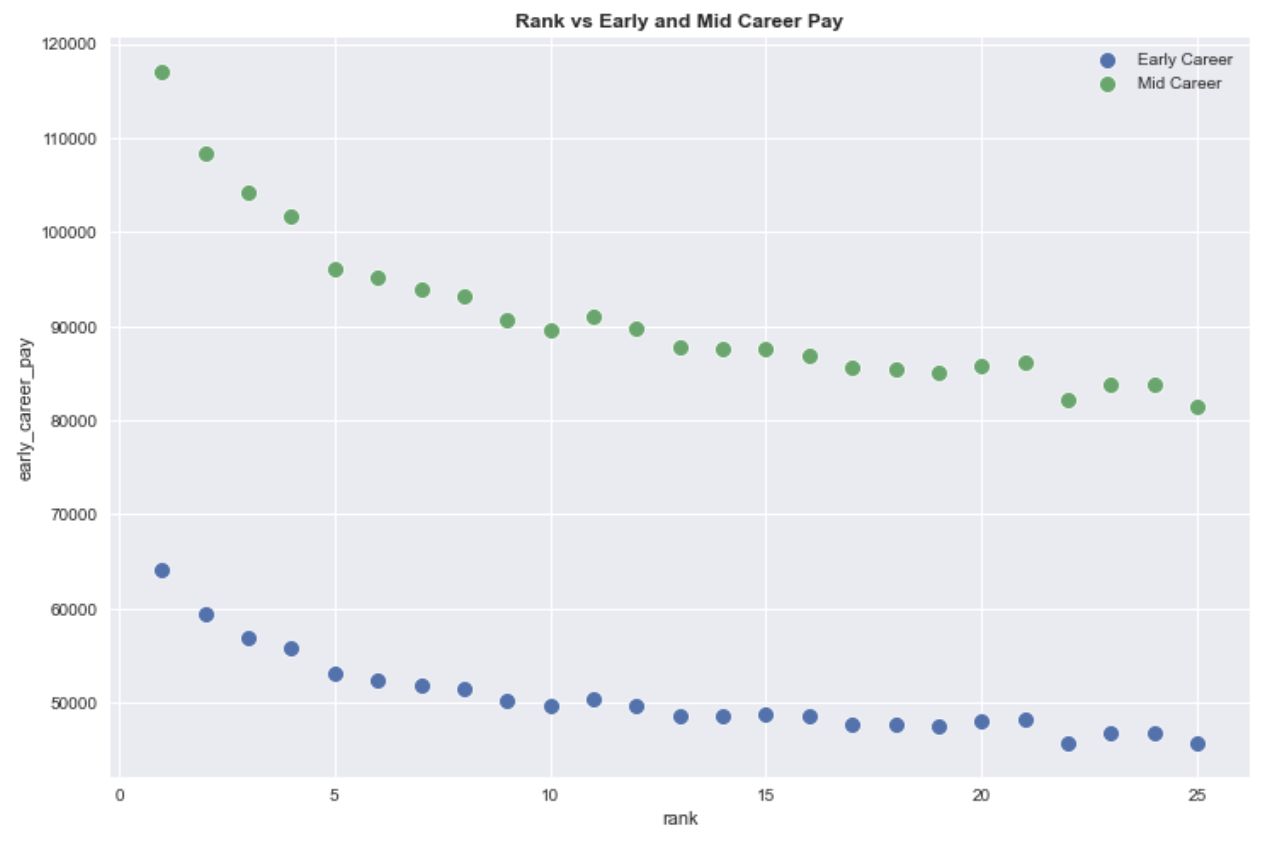 Rank vs Early and Mid Career Pay
120000
110000
100000
90000
80000
70000
60000
50000
early_career_pay
Early Career
Mid Career
0 5 10 15 20 25
rank